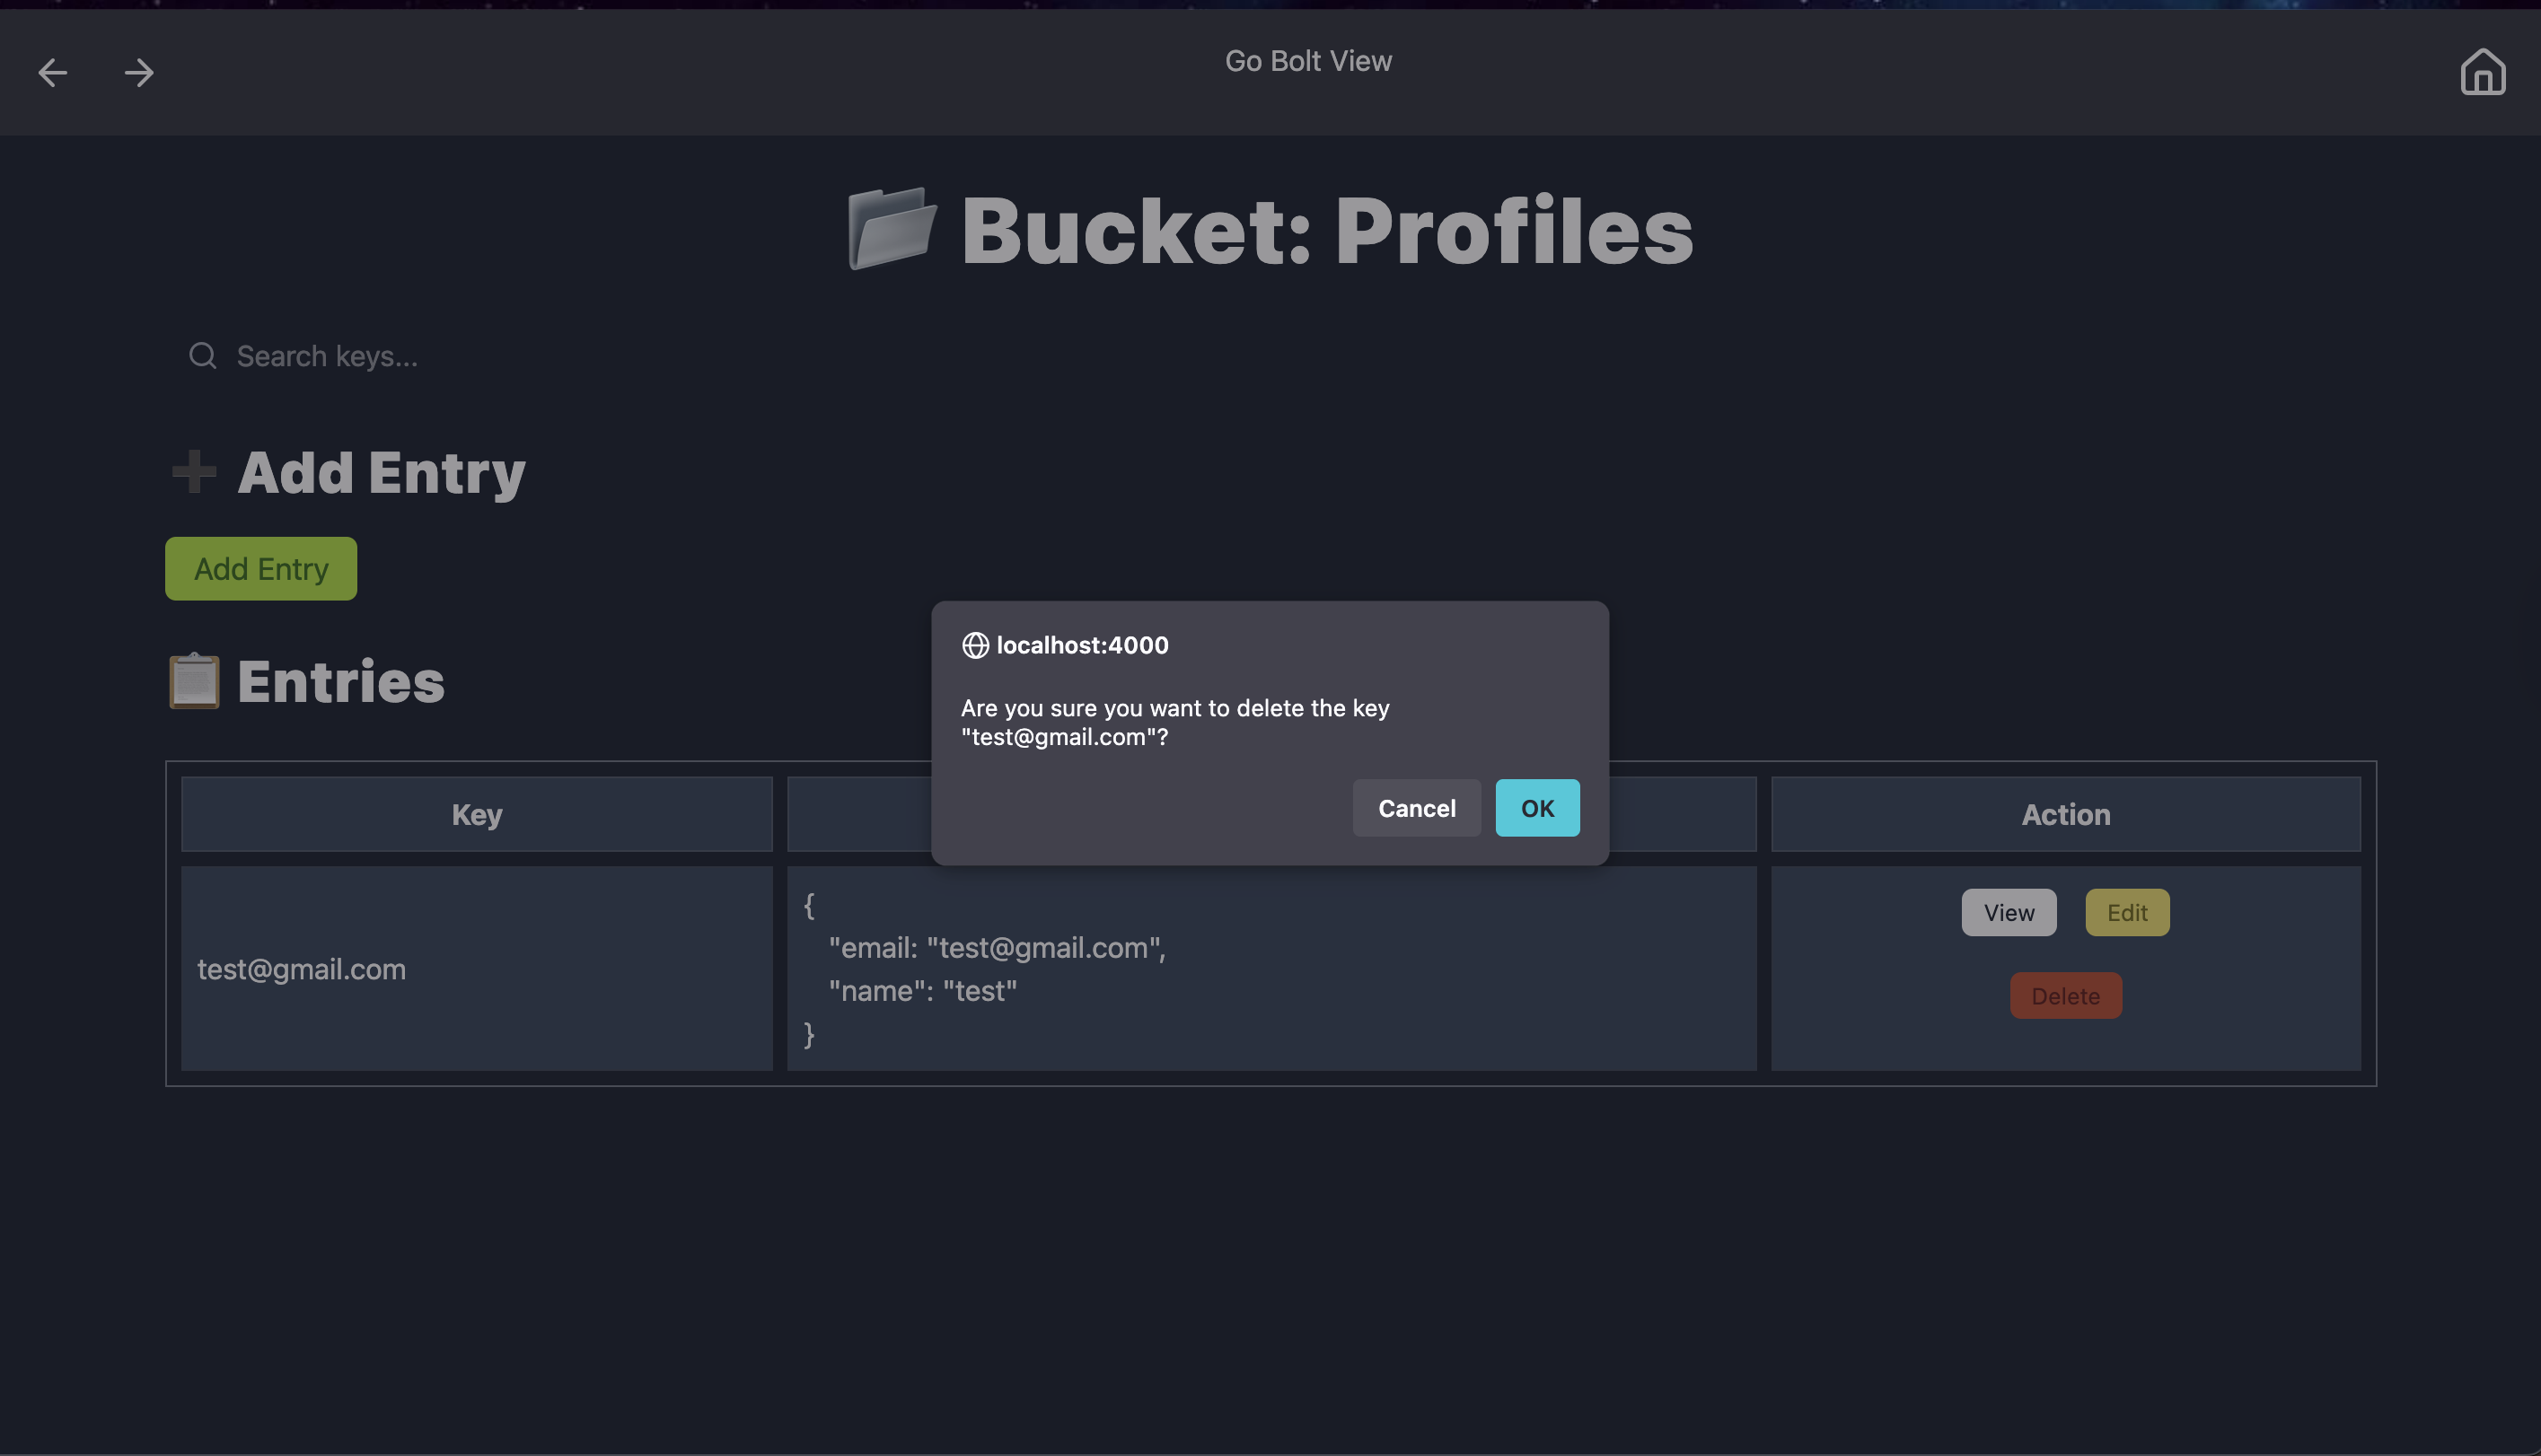 Go Bolt View
📁 Bucket: Profiles
Search keys...
➕ Add Entry
Add Entry
📋 Entries
localhost:4000
Are you sure you want to delete the key
"test@gmail.com"?
Cancel
OK
Key
Action
test@gmail.com
{
"email: "test@gmail.com",
"name": "test"
}
View
Edit
Delete